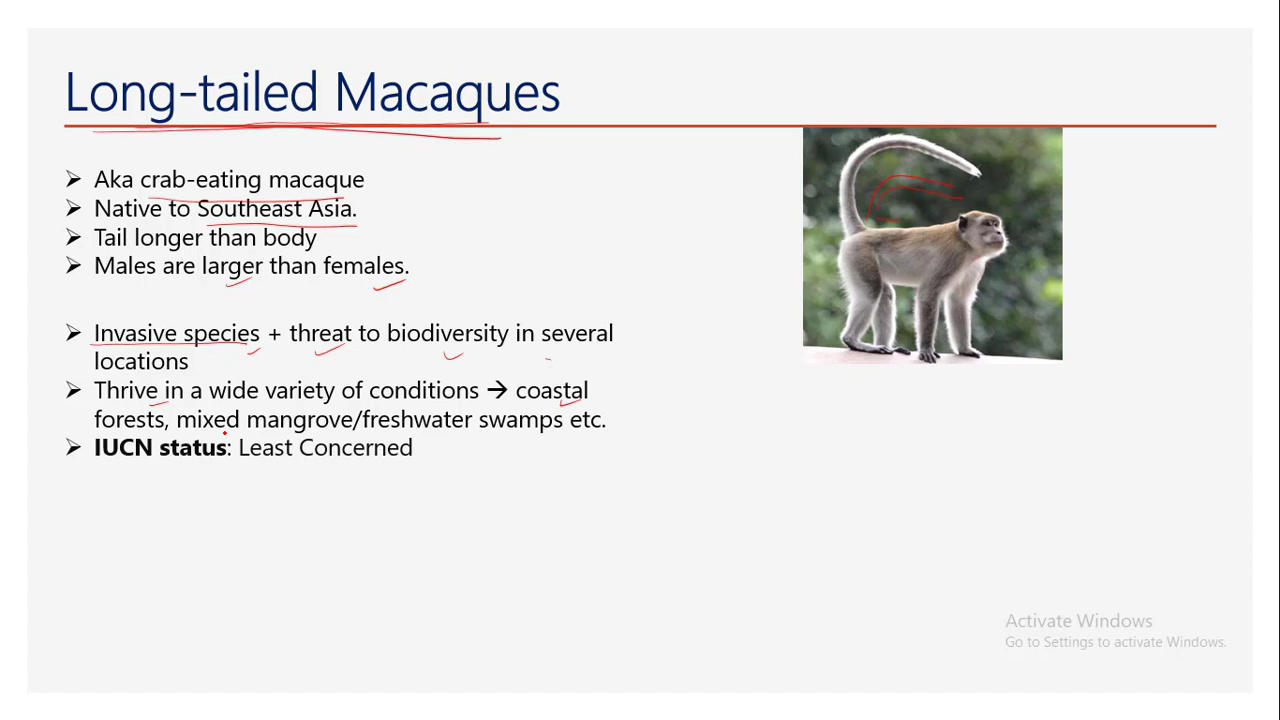 Long-tailed Macaques
➢ Aka crab-eating macaque
➢ Native to Southeast Asia.
➢ Tail longer than body
➢ Males are larger than females.
➢ Invasive species + threat to biodiversity in several
locations
➢ Thrive in a wide variety of conditions → coastal
forests, mixed mangrove/freshwater swamps etc.
➢ IUCN status: Least Concerned
Activate Windows
Go to Settings to activate Windows.